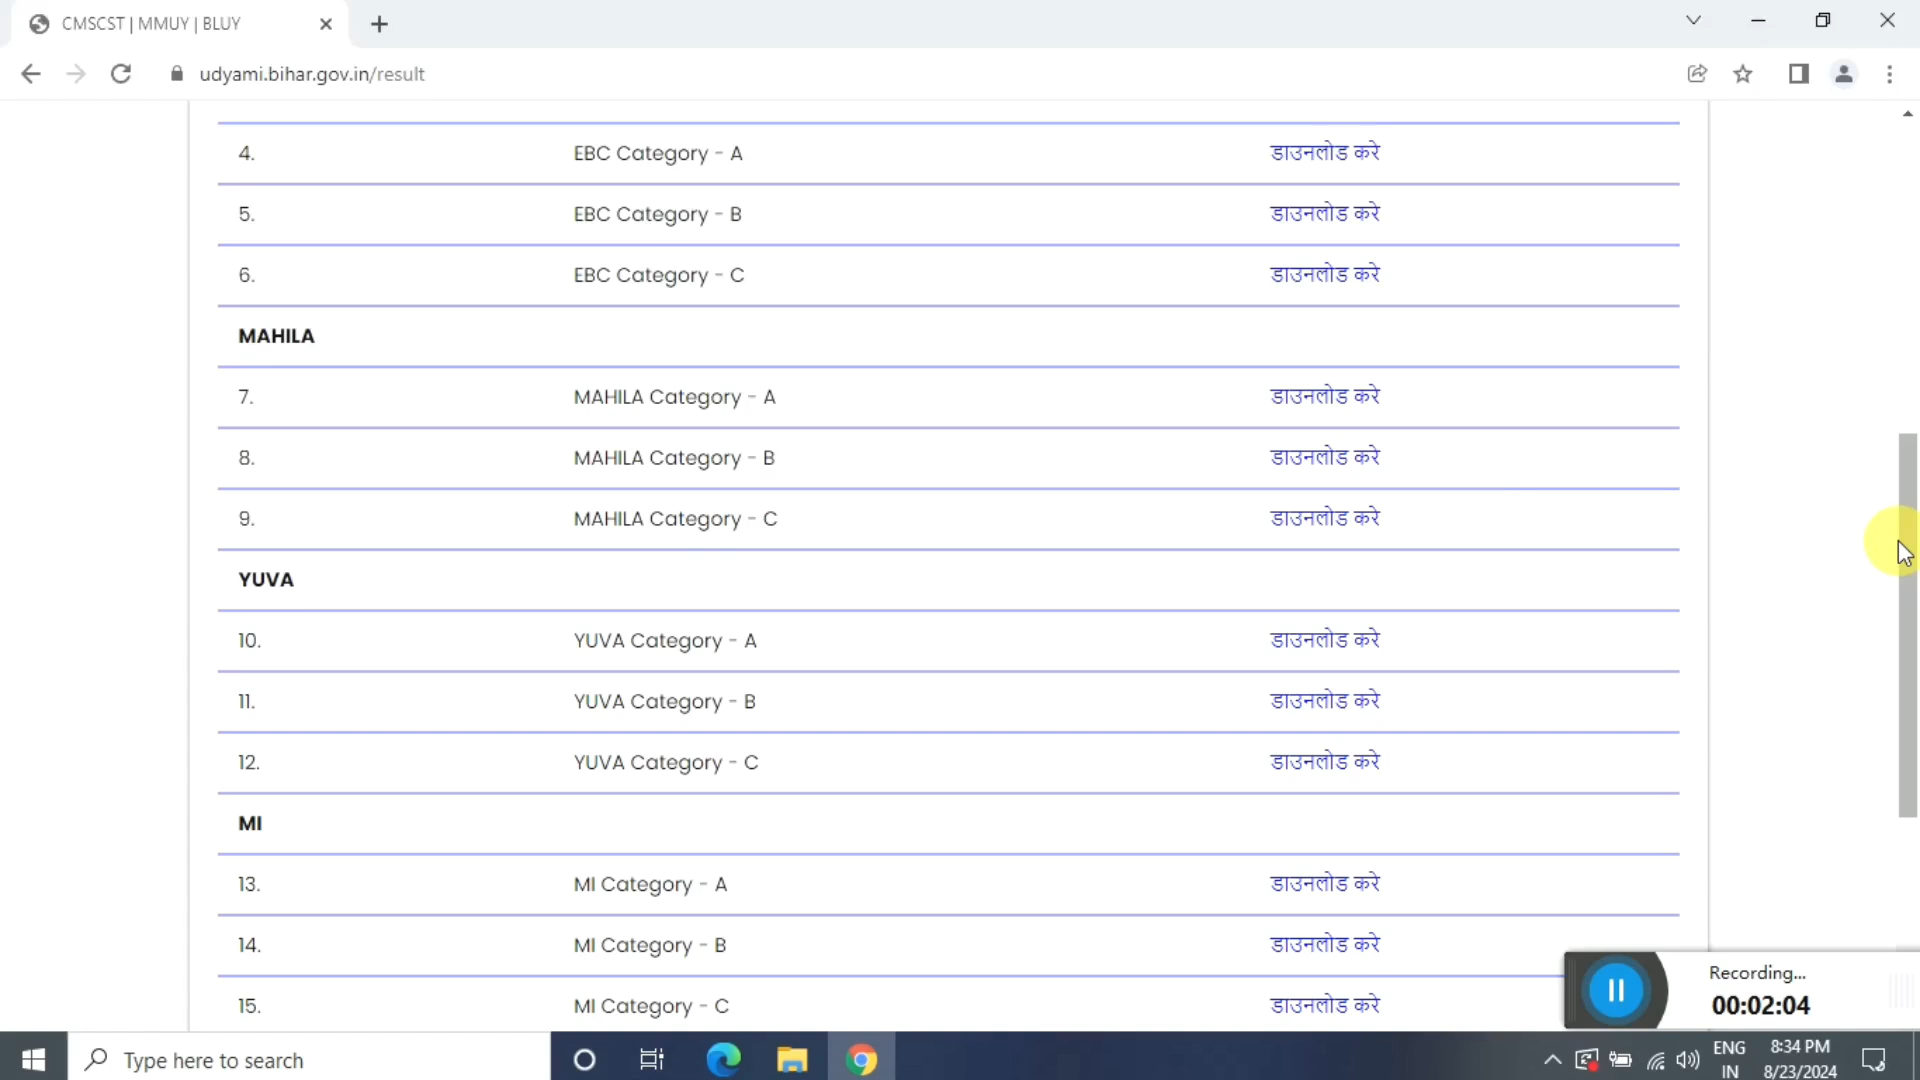 CMSCST | MMUY | BLUY
udyami.bihar.gov.in/result
4. EBC Category - A डाउनलोड करे
5. EBC Category - B डाउनलोड करे
6. EBC Category - C डाउनलोड करे
MAHILA
7. MAHILA Category - A डाउनलोड करे
8. MAHILA Category - B डाउनलोड करे
9. MAHILA Category - C डाउनलोड करे
YUVA
10. YUVA Category - A डाउनलोड करे
11. YUVA Category - B डाउनलोड करे
12. YUVA Category - C डाउनलोड करे
MI
13. MI Category - A डाउनलोड करे
14. MI Category - B डाउनलोड करे
15. MI Category - C डाउनलोड करे
Recording...
00:02:04
Type here to search
ENG 8:34 PM
IN 8/23/2024